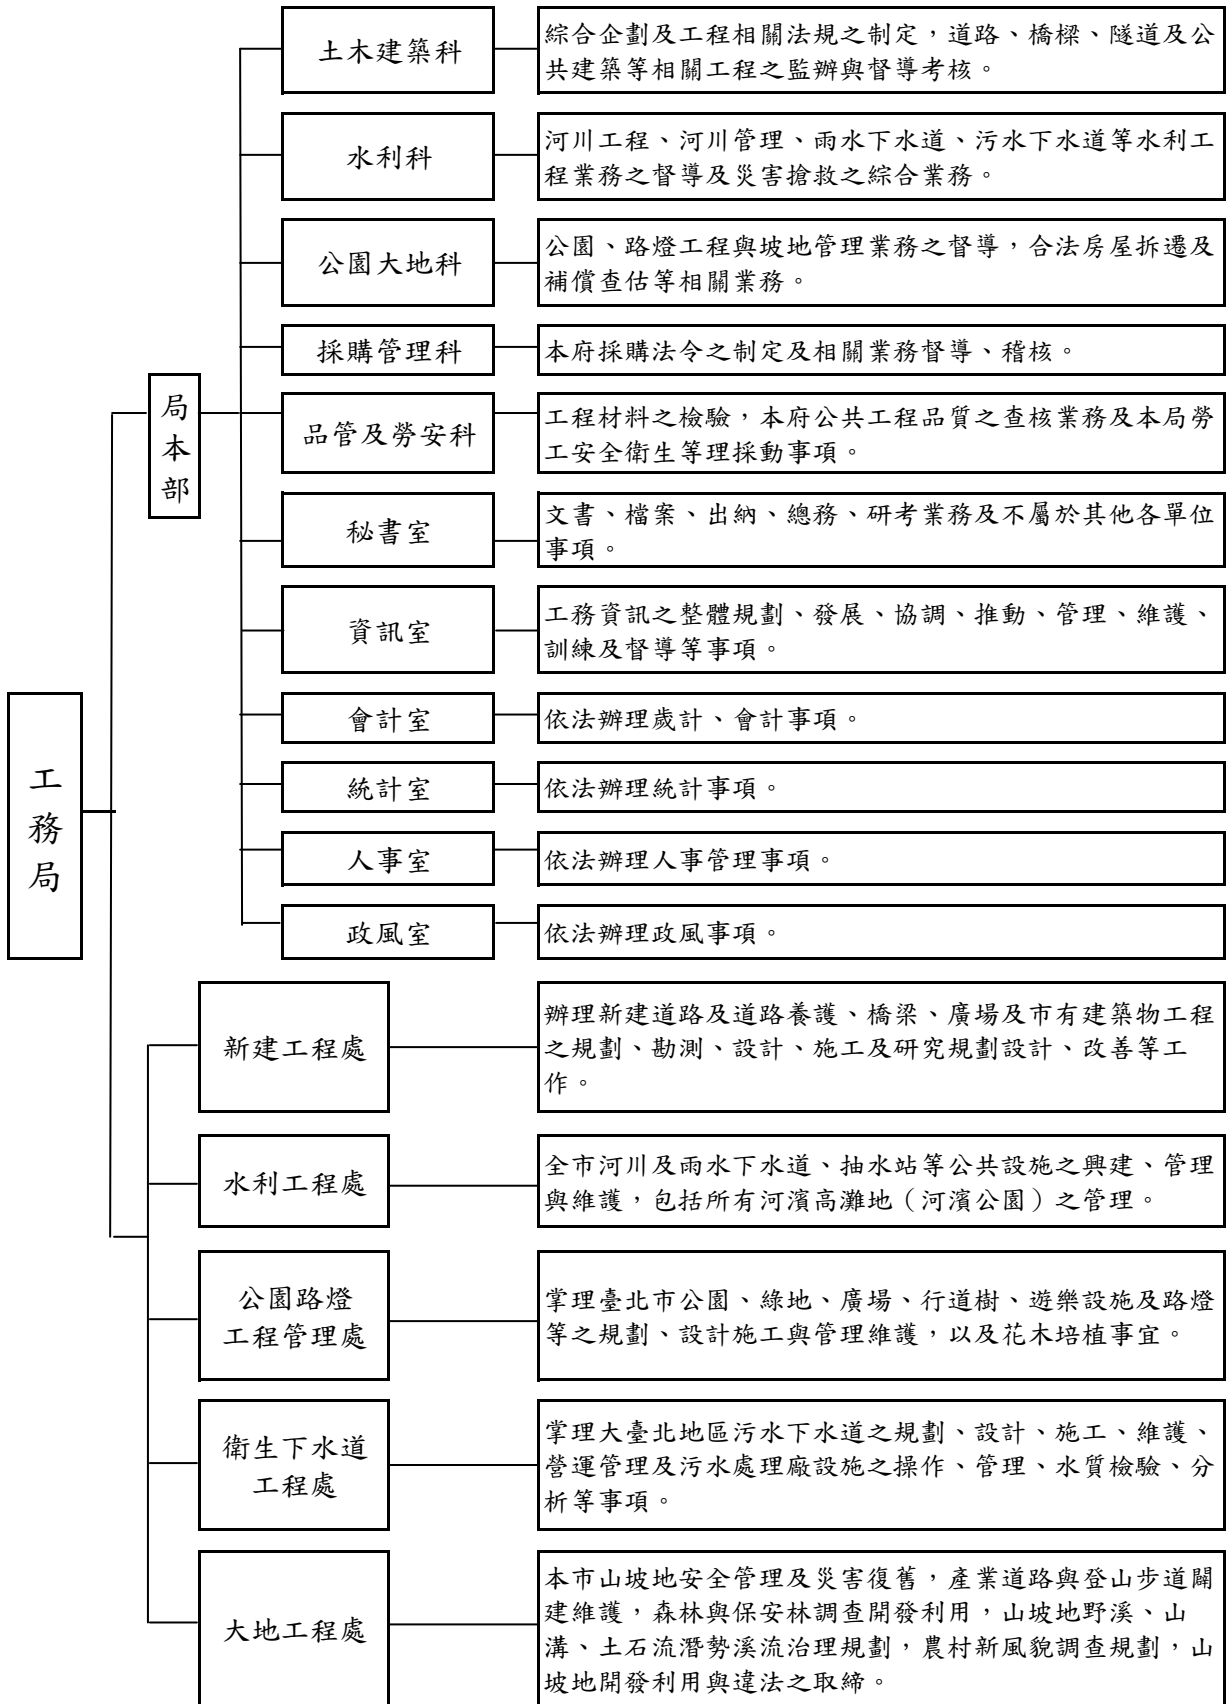 土木建築科
綜合企劃及工程相關法規之制定，道路、橋樑、隧道及公
共建築等相關工程之監辦與督導考核。
水利科
河川工程、河川管理、雨水下水道、污水下水道等水利工
程業務之督導及災害搶救之綜合業務。
公園大地科
公園、路燈工程與坡地管理業務之督導，合法房屋拆遷及
補償查估等相關業務。
採購管理科
本府採購法令之制定及相關業務督導、稽核。
局本部
品管及勞安科
工程材料之檢驗，本府公共工程品質之查核業務及本局勞
工安全衛生等理採動事項。
秘書室
文書、檔案、出納、總務、研考業務及不屬於其他各單位
事項。
資訊室
工務資訊之整體規劃、發展、協調、推動、管理、維護、
訓練及督導等事項。
會計室
依法辦理歲計、會計事項。
工務局
統計室
依法辦理統計事項。
人事室
依法辦理人事管理事項。
政風室
依法辦理政風事項。
新建工程處
辦理新建道路及道路養護、橋梁、廣場及市有建築物工程
之規劃、勘測、設計、施工及研究規劃設計、改善等工
作。
水利工程處
全市河川及雨水下水道、抽水站等公共設施之興建、管理
與維護，包括所有河濱高灘地（河濱公園）之管理。
公園路燈
工程管理處
掌理臺北市公園、綠地、廣場、行道樹、遊樂設施及路燈
等之規劃、設計施工與管理維護，以及花木培植事宜。
衛生下水道
工程處
掌理大臺北地區污水下水道之規劃、設計、施工、維護、
營運管理及污水處理廠設施之操作、管理、水質檢驗、分
析等事項。
大地工程處
本市山坡地安全管理及災害復舊，產業道路與登山步道闢
建維護，森林與保安林調查開發利用，山坡地野溪、山
溝、土石流潛勢溪流治理規劃，農村新風貌調查規劃，山
坡地開發利用與違法之取締。